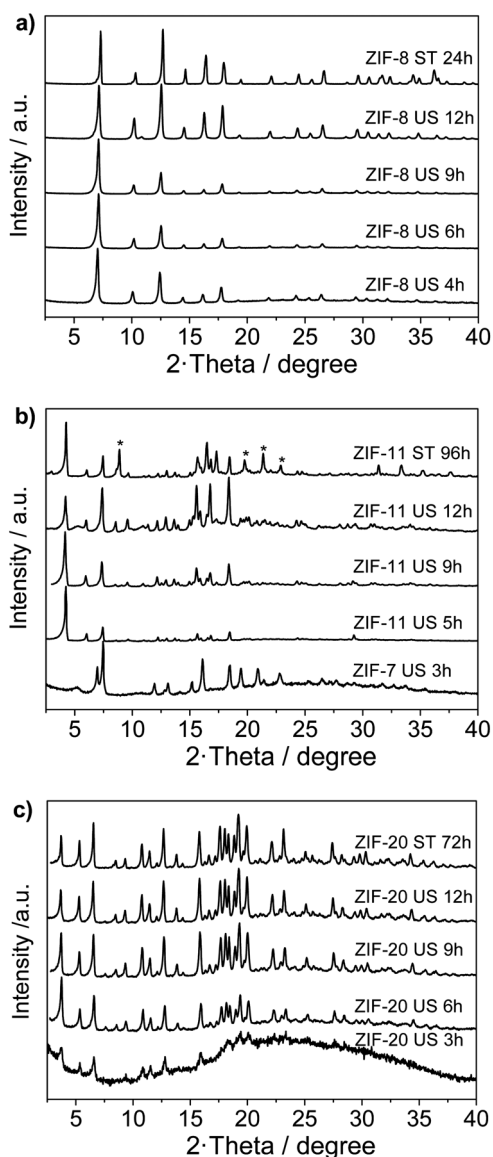 a)
Intensity / a.u.
ZIF-8 ST 24h
ZIF-8 US 12h
ZIF-8 US 9h
ZIF-8 US 6h
ZIF-8 US 4h
5 10 15 20 25 30 35 40
2·Theta / degree
b)
Intensity / a.u.
* * * *
ZIF-11 ST 96h
ZIF-11 US 12h
ZIF-11 US 9h
ZIF-11 US 5h
ZIF-7 US 3h
5 10 15 20 25 30 35 40
2·Theta / degree
c)
Intensity /a.u.
ZIF-20 ST 72h
ZIF-20 US 12h
ZIF-20 US 9h
ZIF-20 US 6h
ZIF-20 US 3h
5 10 15 20 25 30 35 40
2·Theta / degree